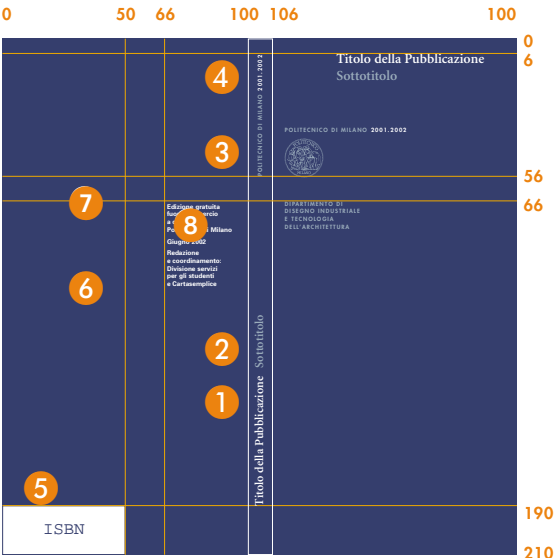 0 50 66 100 106 100
0
6
56
66
190
210
Titolo della Pubblicazione
Sottotitolo
POLITECNICO DI MILANO 2001.2002
DIPARTIMENTO DI
DISEGNO INDUSTRIALE
E TECNOLOGIA
DELL'ARCHITETTURA
POLITECNICO DI MILANO 2001.2002
Titolo della Pubblicazione Sottotitolo
4
3
7
8
6
2
1
5
Edizione gratuita
a
Milano
Giugno 2002
Redazione
e coordinamento:
Divisione servizi
per gli studenti
e Cartasemplice
ISBN